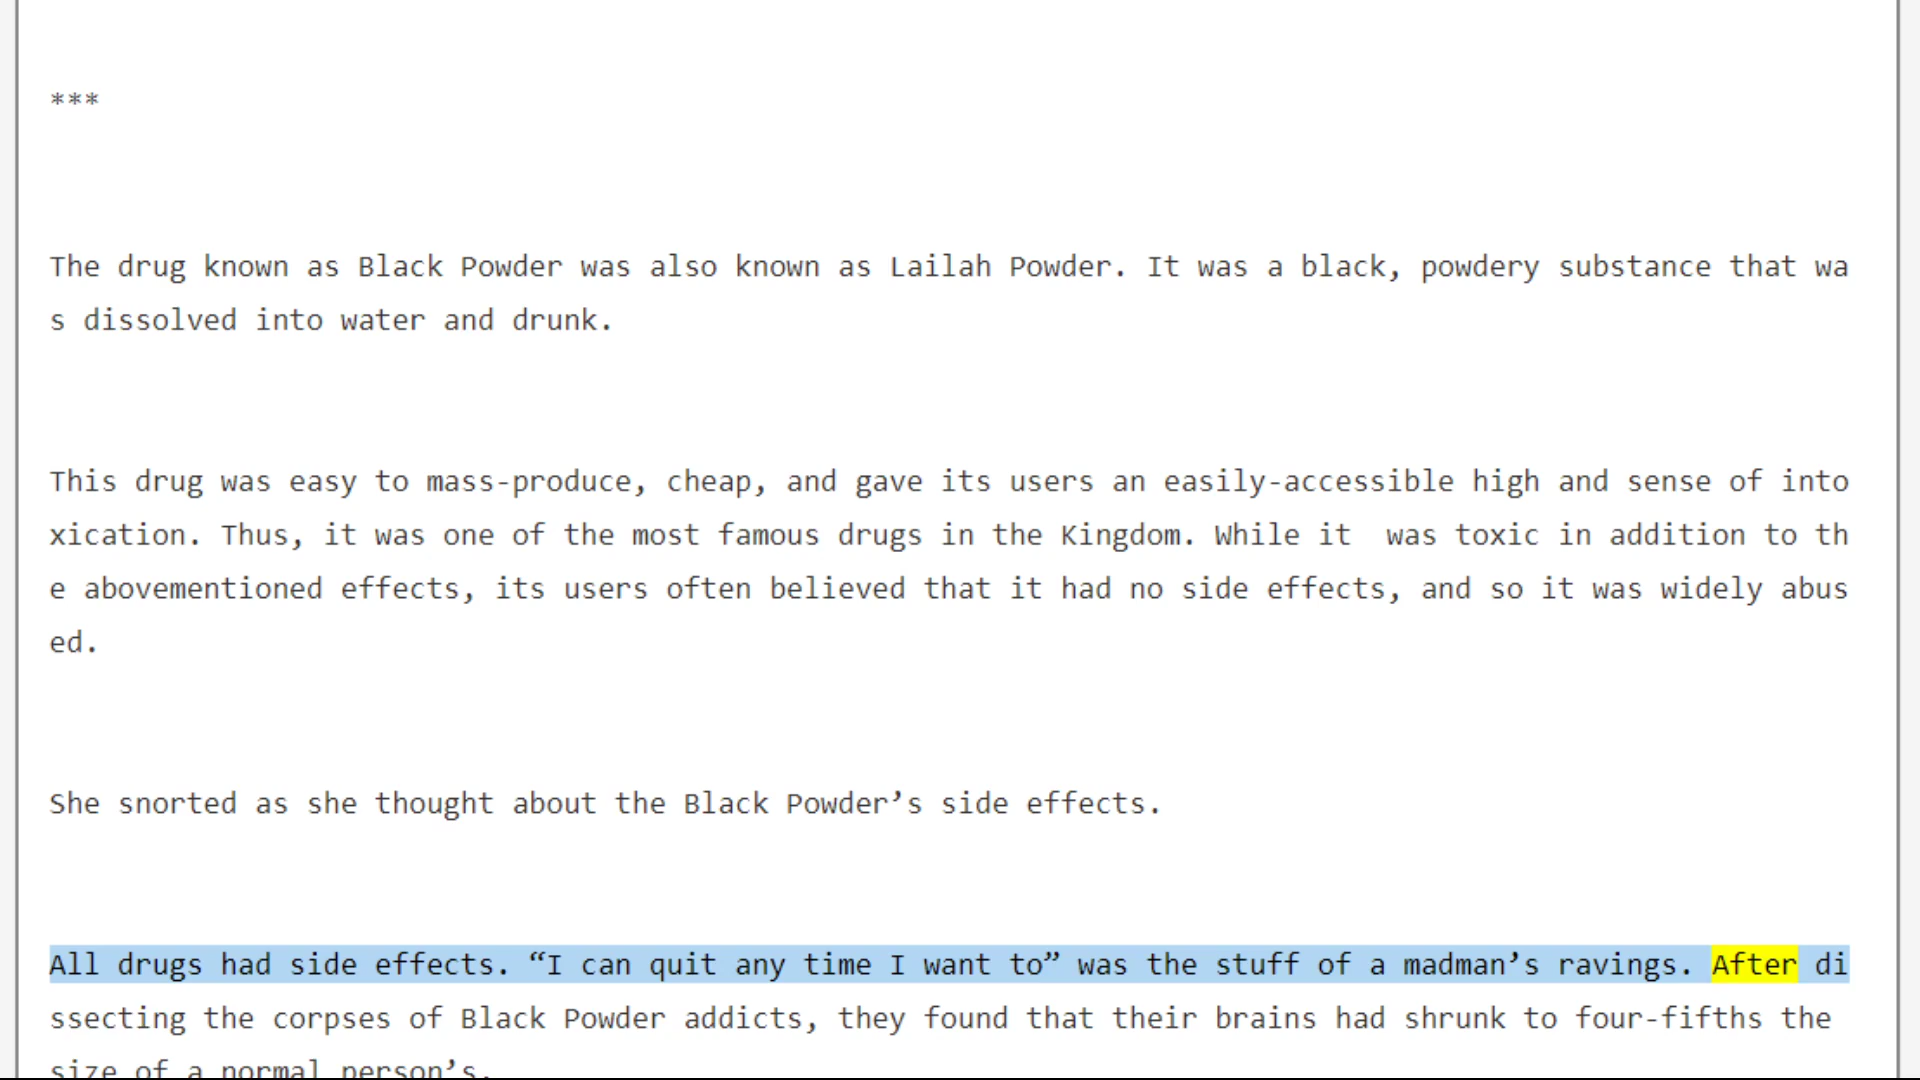 ***
The drug known as Black Powder was also known as Lailah Powder. It was a black, powdery substance that wa
s dissolved into water and drunk.
This drug was easy to mass-produce, cheap, and gave its users an easily-accessible high and sense of into
xication. Thus, it was one of the most famous drugs in the Kingdom. While it  was toxic in addition to th
e abovementioned effects, its users often believed that it had no side effects, and so it was widely abus
ed.
She snorted as she thought about the Black Powder’s side effects.
All drugs had side effects. “I can quit any time I want to” was the stuff of a madman’s ravings. After di
ssecting the corpses of Black Powder addicts, they found that their brains had shrunk to four-fifths the
size of a normal person’s.